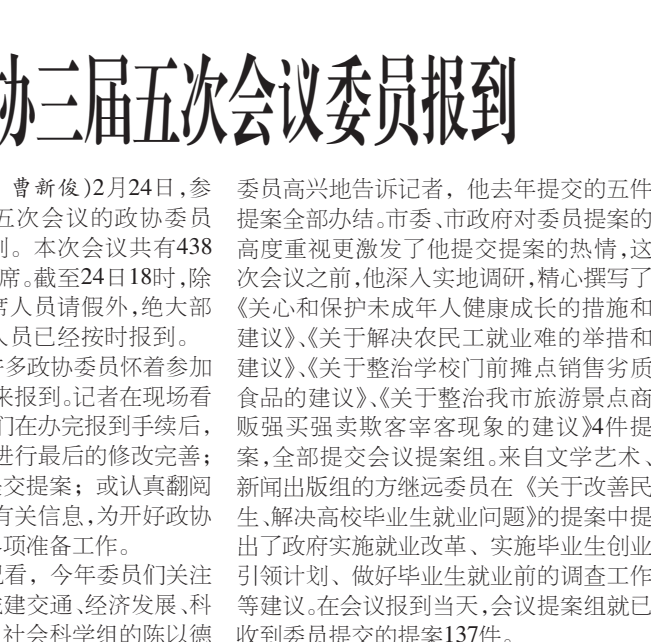 协三届五次会议委员报到
曹新俊)2月24日,参
五次会议的政协委员
到。本次会议共有438
席。截至24日18时,除
席人员请假外,绝大部
人员已经按时报到。
许多政协委员怀着参加
来报到。记者在现场看
们在办完报到手续后,
进行最后的修改完善;
交提案;或认真翻阅
有关信息,为开好政协
项准备工作。
看,今年委员们关注
建交通、经济发展、科
社会科学组的陈以德
委员高兴地告诉记者,他去年提交的五件
提案全部办结。市委、市政府对委员提案的
高度重视更激发了他提交提案的热情,这
次会议之前,他深入实地调研,精心撰写了
《关心和保护未成年人健康成长的措施和
建议》、《关于解决农民工就业难的举措和
建议》、《关于整治学校门前摊点销售劣质
食品的建议》、《关于整治我市旅游景点商
贩强买强卖欺客宰客现象的建议》4件提
案,全部提交会议提案组。来自文学艺术、
新闻出版组的方继远委员在《关于改善民
生、解决高校毕业生就业问题》的提案中提
出了政府实施就业改革、实施毕业生创业
引领计划、做好毕业生就业前的调查工作
等建议。在会议报到当天,会议提案组就已
收到委员提交的提案137件。